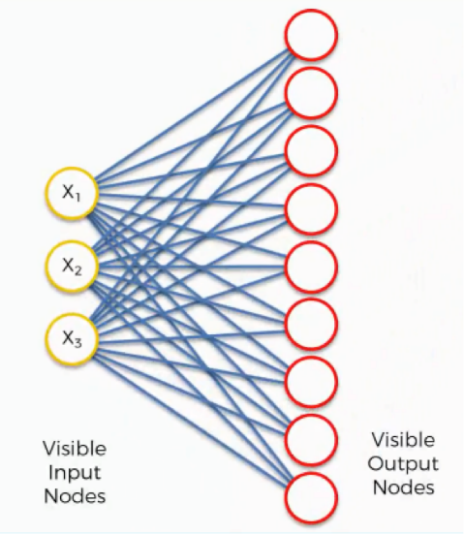 X₁
X₂
X₃
Visible
Input
Nodes
Visible
Output
Nodes